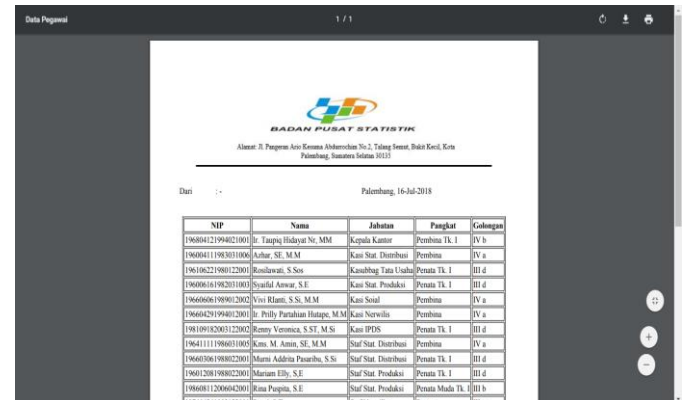 Data Pegawai
1 / 1
BADAN PUSAT STATISTIK
Alamat: Jl. Pangeran Ario Kesuma Abdurrochim No.2, Talang Semut, Bukit Kecil, Kota
Palembang, Sumatera Selatan 30135
Dari : - Palembang, 16-Jul-2018
NIP Nama Jabatan Pangkat Golongan
196804121994021001 Ir. Taupiq Hidayat Nr, MM Kepala Kantor Pembina Tk. I IV b
196004111983031006 Azhar, SE, M.M Kasi Stat. Distribusi Pembina IV a
196106221980122001 Rosilawati, S.Sos Kasubbag Tata Usaha Penata Tk. I III d
196006161982031003 Syaiful Anwar, S.E Kasi Stat. Produksi Penata Tk. I III d
196606061989012002 Vivi RIanti, S.Si, M.M Kasi Soial Pembina IV a
196604291994012001 Ir. Prilly Partahian Hutape, M.M Kasi Nerwilis Pembina IV a
198109182003122002 Renny Veronica, S.ST, M.Si Kasi IPDS Penata Tk. I III d
196411111986031005 Kms. M. Amin, SE, M.M Staf Stat. Distribusi Pembina IV a
196603061988022001 Murni Addrita Pasaribu, S.Si Staf Stat. Distribusi Penata Tk. I III d
196012081988022001 Mariam Elly, S,E Staf Stat. Produksi Penata Tk. I III d
198608112006042001 Rina Puspita, S.E Staf Stat. Produksi Penata Muda Tk. I III b